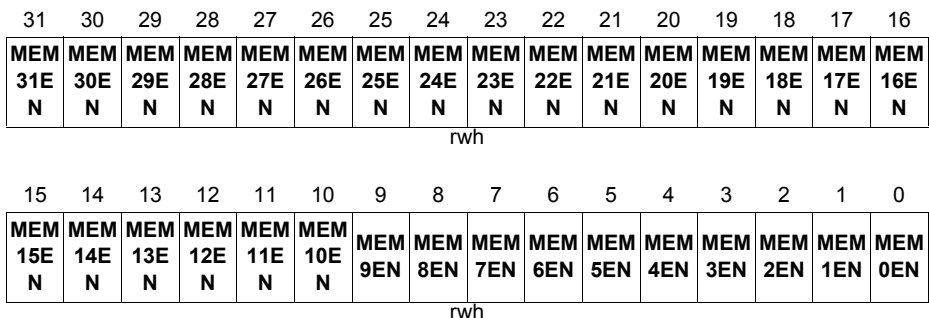 31 30 29 28 27 26 25 24 23 22 21 20 19 18 17 16
MEM MEM MEM MEM MEM MEM MEM MEM MEM MEM MEM MEM MEM MEM MEM MEM
31E 30E 29E 28E 27E 26E 25E 24E 23E 22E 21E 20E 19E 18E 17E 16E
N N N N N N N N N N N N N N N N
rwh
15 14 13 12 11 10 9 8 7 6 5 4 3 2 1 0
MEM MEM MEM MEM MEM MEM MEM MEM MEM MEM MEM MEM MEM MEM MEM MEM
15E 14E 13E 12E 11E 10E 9EN 8EN 7EN 6EN 5EN 4EN 3EN 2EN 1EN 0EN
N N N N N N
rwh